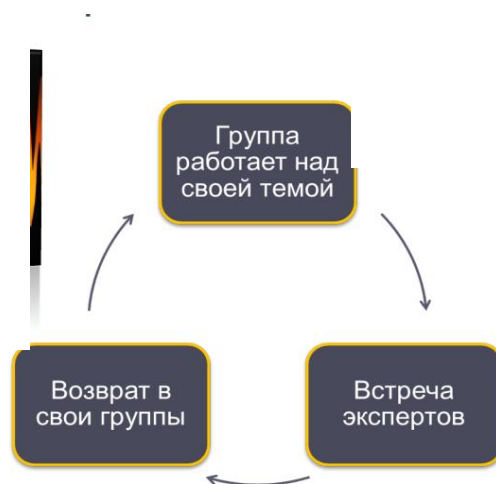 Группа
работает над
своей темой
Встреча
экспертов
Возврат в
свои группы